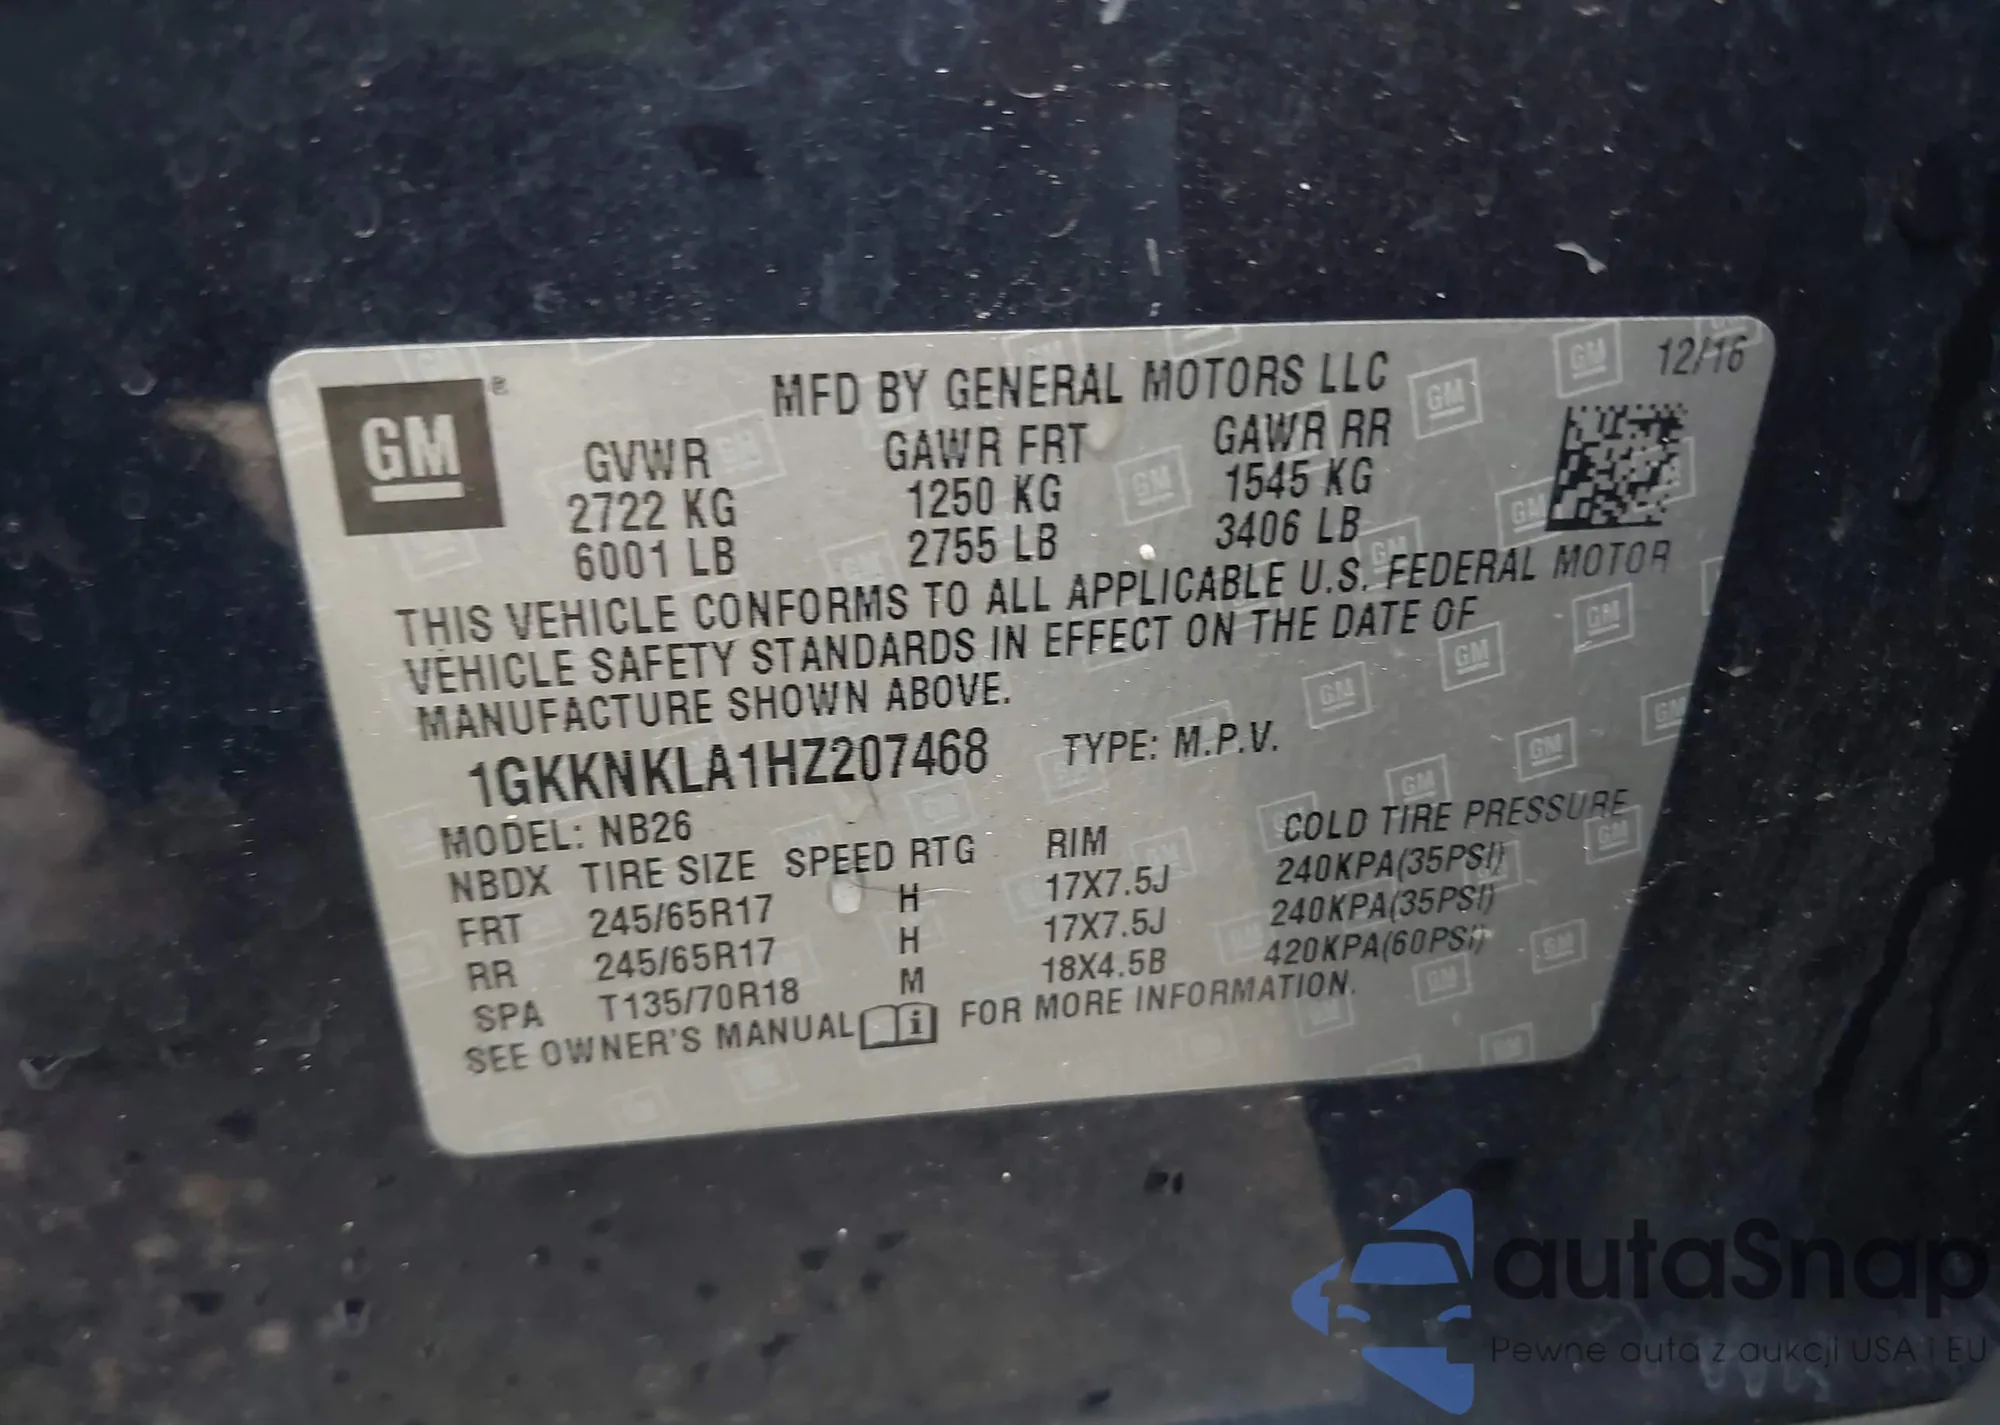 MFD BY GENERAL MOTORS LLC
12/16
GM
GVWR GAWR FRT GAWR RR
2722 KG 1250 KG 1545 KG
6001 LB 2755 LB 3406 LB
THIS VEHICLE CONFORMS TO ALL APPLICABLE U.S. FEDERAL MOTOR
VEHICLE SAFETY STANDARDS IN EFFECT ON THE DATE OF
MANUFACTURE SHOWN ABOVE.
1GKKNKLA1HZ207468 TYPE: M.P.V.
MODEL: NB26
NBDX TIRE SIZE SPEED RTG RIM COLD TIRE PRESSURE
FRT 245/65R17 H 17X7.5J 240KPA(35PSI)
RR 245/65R17 H 17X7.5J 240KPA(35PSI)
SPA T135/70R18 M 18X4.5B 420KPA(60PSI)
SEE OWNER'S MANUAL i FOR MORE INFORMATION.
autaSnap
Pewne auta z aukcji USA i EU